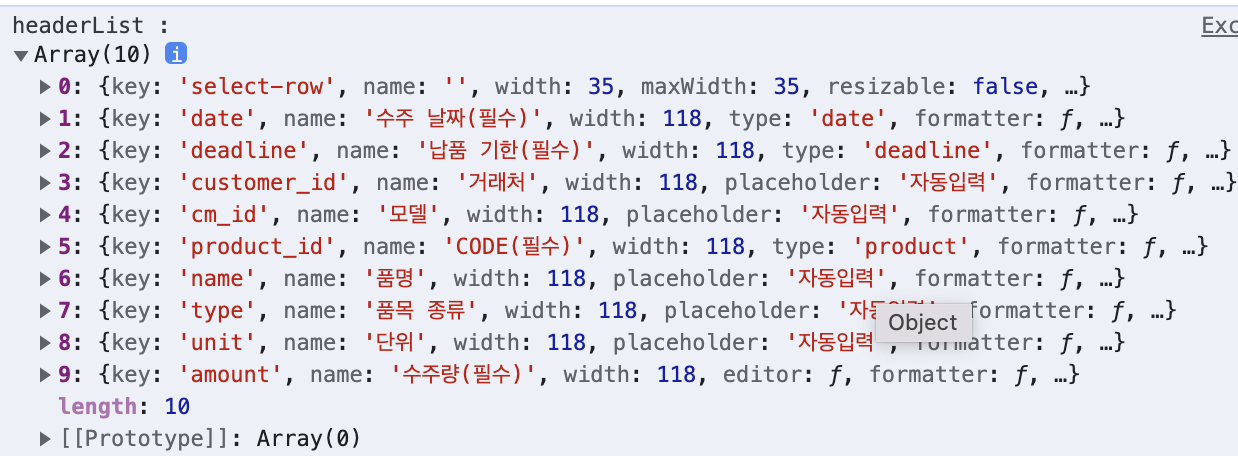 headerList :
Exc
▼Array(10) i
▶0: {key: 'select-row', name: '', width: 35, maxWidth: 35, resizable: false, …}
▶1: {key: 'date', name: '수주 날짜(필수)', width: 118, type: 'date', formatter: ƒ, …}
▶2: {key: 'deadline', name: '납품 기한(필수)', width: 118, type: 'deadline', formatter: ƒ, …}
▶3: {key: 'customer_id', name: '거래처', width: 118, placeholder: '자동입력', formatter: ƒ, …}
▶4: {key: 'cm_id', name: '모델', width: 118, placeholder: '자동입력', formatter: ƒ, …}
▶5: {key: 'product_id', name: 'CODE(필수)', width: 118, type: 'product', formatter: ƒ, …}
▶6: {key: 'name', name: '품명', width: 118, placeholder: '자동입력', formatter: ƒ, …}
▶7: {key: 'type', name: '품목 종류', width: 118, placeholder: '자동입력', formatter: ƒ, …}
Object
▶8: {key: 'unit', name: '단위', width: 118, placeholder: '자동입력', formatter: ƒ, …}
▶9: {key: 'amount', name: '수주량(필수)', width: 118, editor: ƒ, formatter: ƒ, …}
length: 10
▶[[Prototype]]: Array(0)